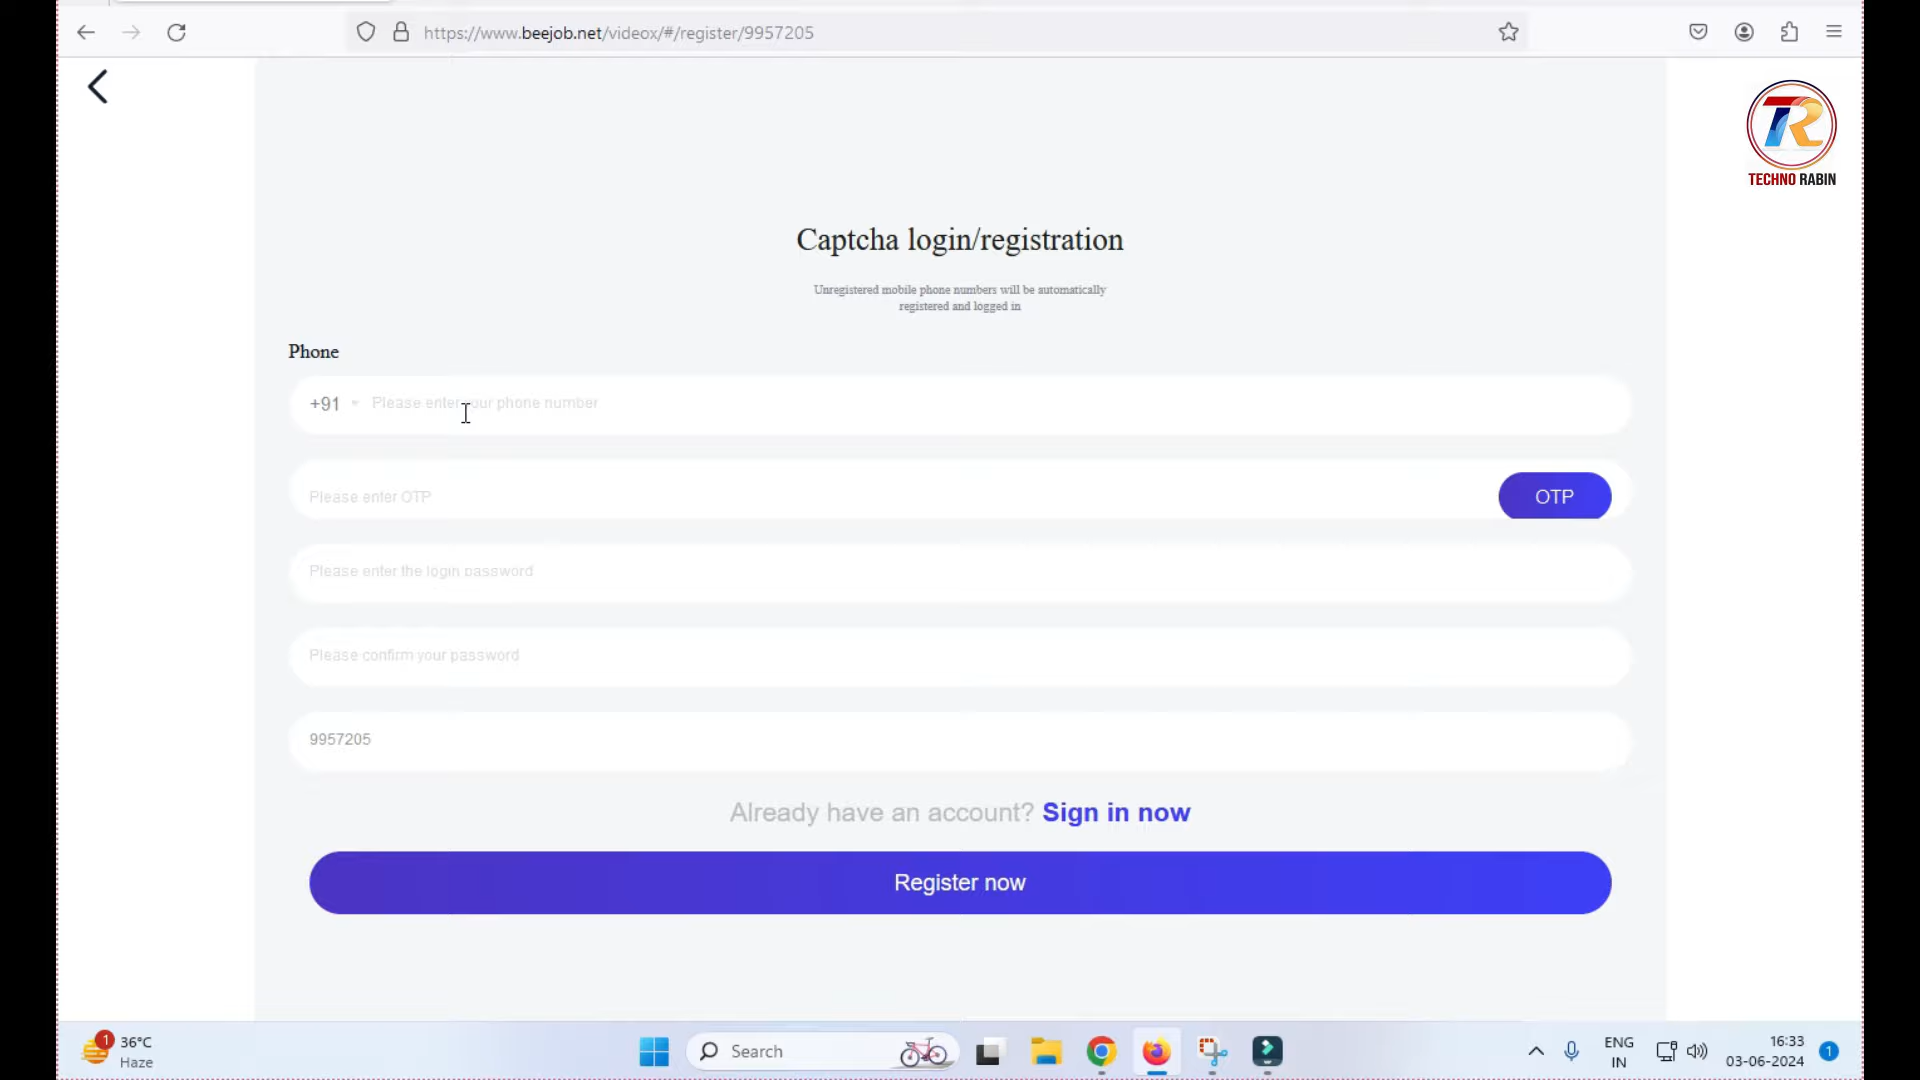 https://www.beejob.net/videox/#/register/9957205
TECHNO RABIN
Captcha login/registration
Unregistered mobile phone numbers will be automatically
registered and logged in
Phone
+91 Please enter your phone number
Please enter OTP
OTP
Please enter the login password
Please confirm your password
9957205
Already have an account? Sign in now
Register now
1
36°C
Haze
Search
ENG
IN
16:33
03-06-2024
1